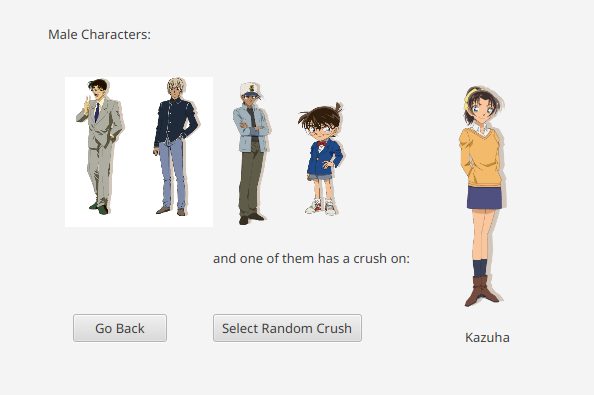 Male Characters:
and one of them has a crush on:
Go Back
Select Random Crush
Kazuha